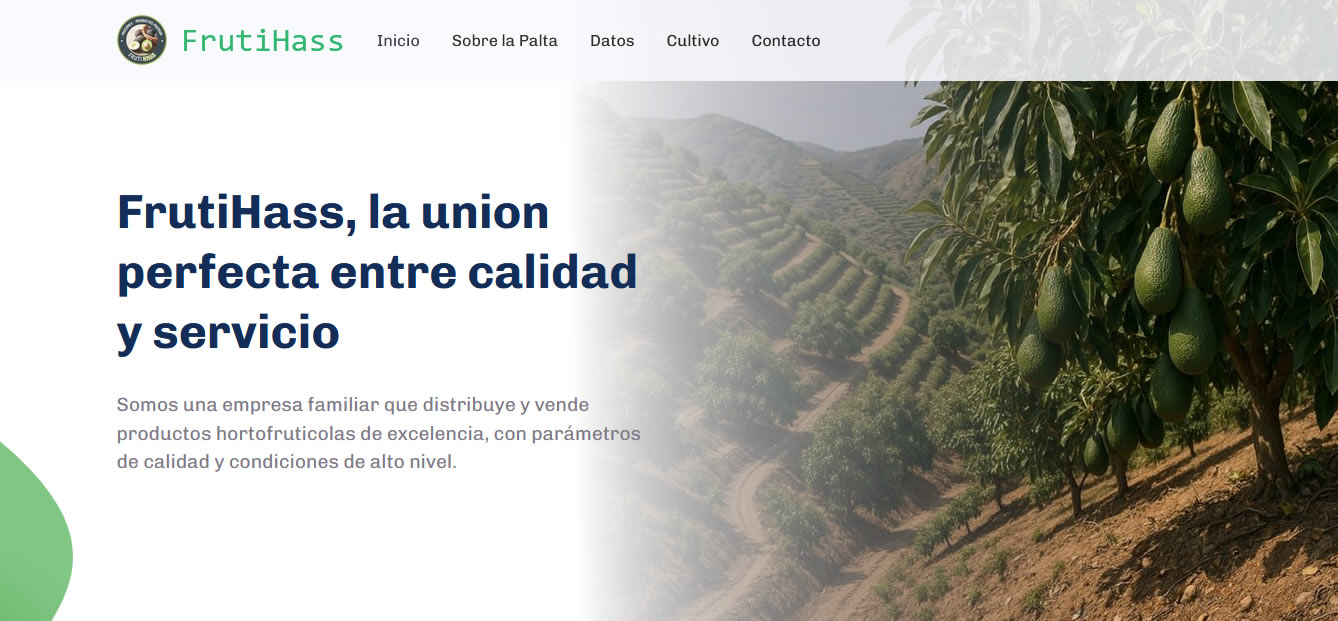 FrutiHass
Inicio
Sobre la Palta
Datos
Cultivo
Contacto
FrutiHass, la union
perfecta entre calidad
y servicio
Somos una empresa familiar que distribuye y vende
productos hortofruticolas de excelencia, con parámetros
de calidad y condiciones de alto nivel.